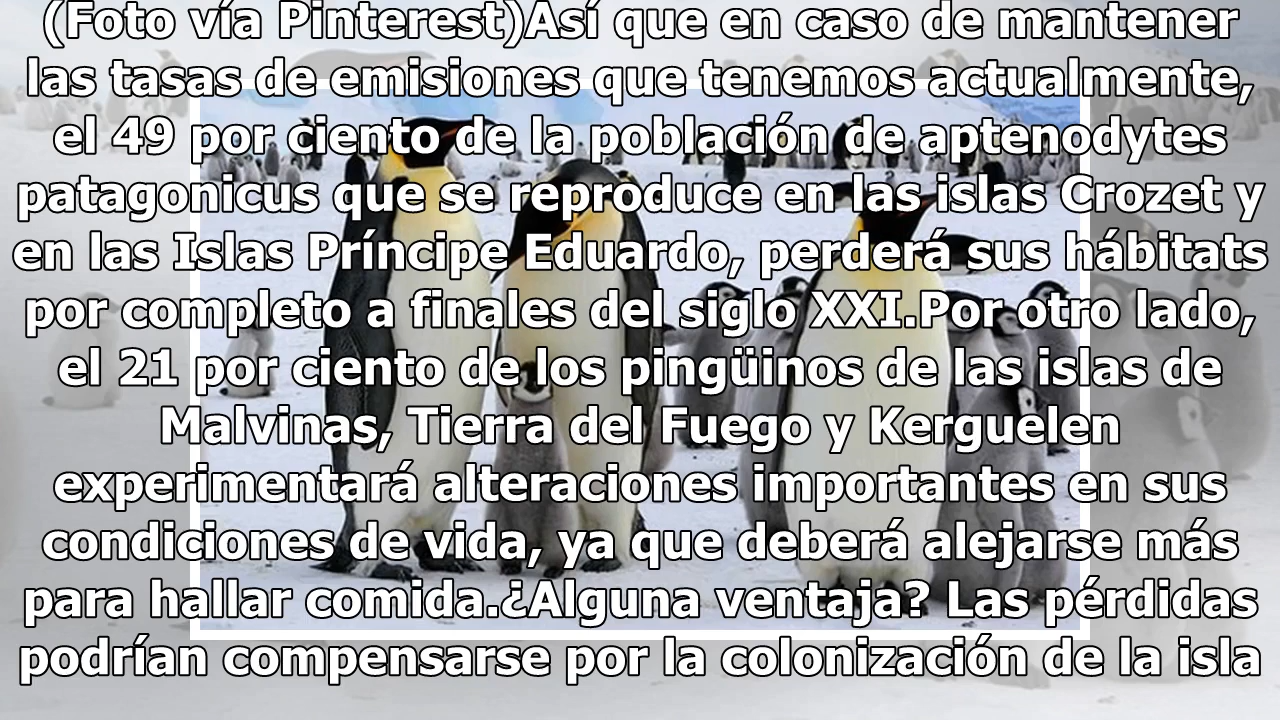 (Foto vía Pinterest)Así que en caso de mantener
las tasas de emisiones que tenemos actualmente,
el 49 por ciento de la población de aptenodytes
patagonicus que se reproduce en las islas Crozet y
en las Islas Príncipe Eduardo, perderá sus hábitats
por completo a finales del siglo XXI.Por otro lado,
el 21 por ciento de los pingüinos de las islas de
Malvinas, Tierra del Fuego y Kerguelen
experimentará alteraciones importantes en sus
condiciones de vida, ya que deberá alejarse más
para hallar comida.¿Alguna ventaja? Las pérdidas
podrían compensarse por la colonización de la isla